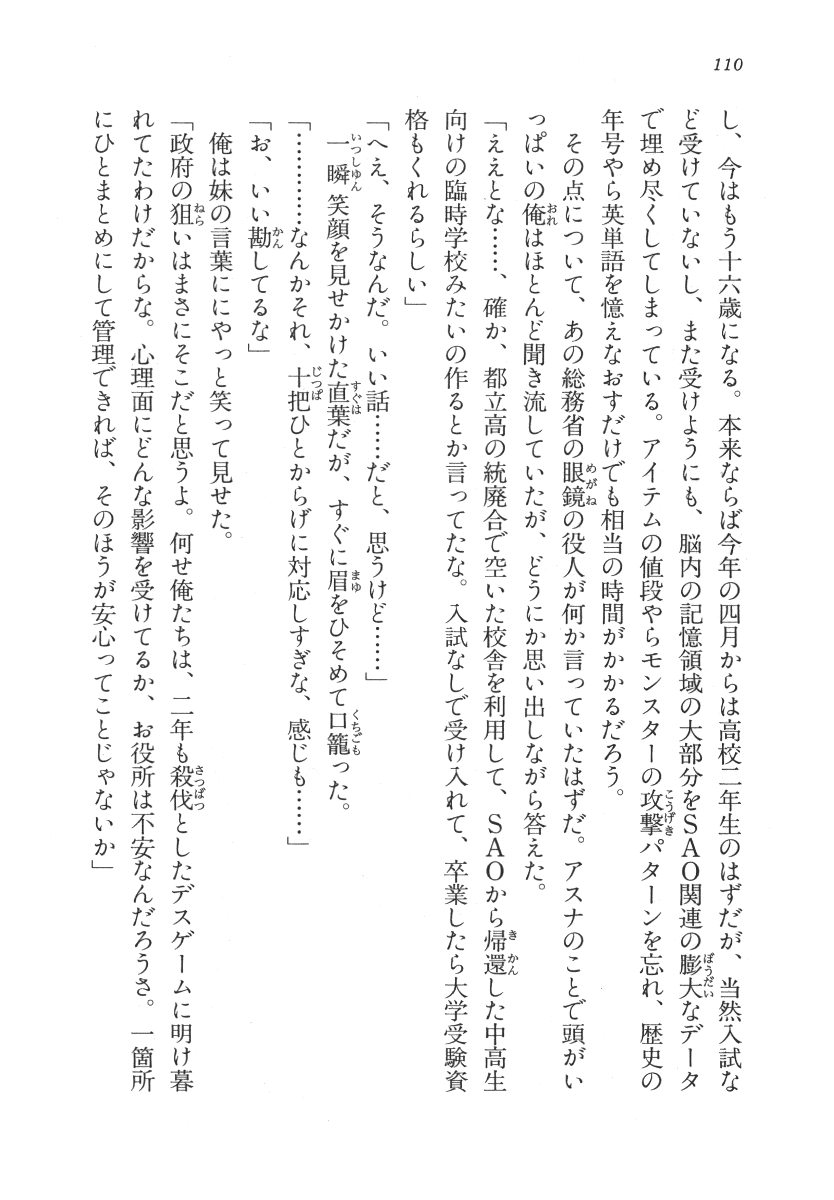 110
し、今はもう十六歳になる。本来ならば今年の四月からは高校二年生のはずだが、当然入試な
ど受けていないし、また受けようにも、脳内の記憶領域の大部分をＳＡＯ関連の膨大なデータ
で埋め尽くしてしまっている。アイテムの値段やらモンスターの攻撃パターンを忘れ、歴史の
年号やら英単語を憶えなおすだけでも相当の時間がかかるだろう。
その点について、あの総務省の眼鏡の役人が何か言っていたはずだ。アスナのことで頭がい
っぱいの俺はほとんど聞き流していたが、どうにか思い出しながら答えた。
「ええとな……、確か、都立高の統廃合で空いた校舎を利用して、ＳＡＯから帰還した中高生
向けの臨時学校みたいの作るとか言ってたな。入試なしで受け入れて、卒業したら大学受験資
格もくれるらしい」
「へえ、そうなんだ。いい話……だと、思うけど……」
一瞬笑顔を見せかけた直葉だが、すぐに眉をひそめて口籠った。
「…………なんかそれ、十把ひとからげに対応しすぎな、感じも……」
「お、いい勘してるな」
俺は妹の言葉ににやっと笑って見せた。
「政府の狙いはまさにそこだと思うよ。何せ俺たちは、二年も殺伐としたデスゲームに明け暮
れてたわけだからな。心理面にどんな影響を受けてるか、お役所は不安なんだろうさ。一箇所
にひとまとめにして管理できれば、そのほうが安心ってことじゃないか」